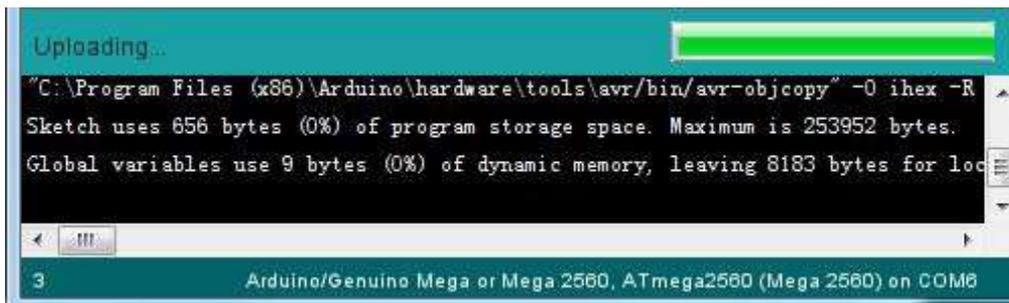 Uploading...
"C:\Program Files (x86)\Arduino\hardware\tools\avr/bin/avr-objcopy" -O ihex -R
Sketch uses 656 bytes (0%) of program storage space. Maximum is 253952 bytes.
Global variables use 9 bytes (0%) of dynamic memory, leaving 8183 bytes for loc
3 Arduino/Genuino Mega or Mega 2560, ATmega2560 (Mega 2560) on COM6